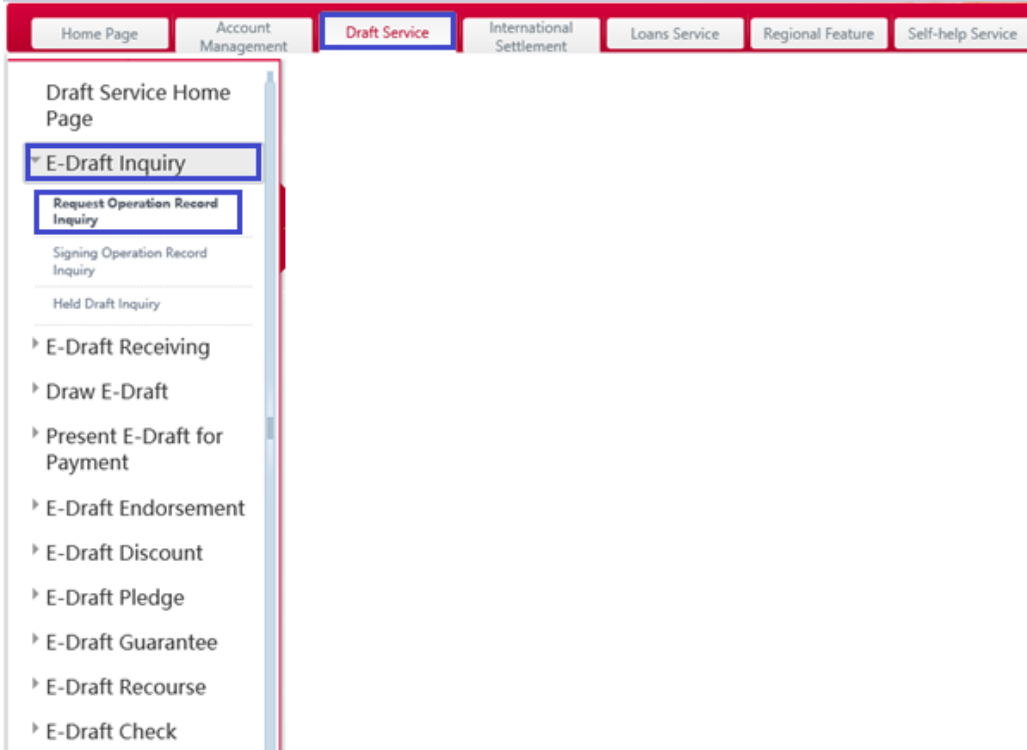 Home Page
Account
Management
Draft Service
International
Settlement
Loans Service
Regional Feature
Self-help Service
Draft Service Home
Page
E-Draft Inquiry
Request Operation Record
Inquiry
Signing Operation Record
Inquiry
Held Draft Inquiry
E-Draft Receiving
Draw E-Draft
Present E-Draft for
Payment
E-Draft Endorsement
E-Draft Discount
E-Draft Pledge
E-Draft Guarantee
E-Draft Recourse
E-Draft Check